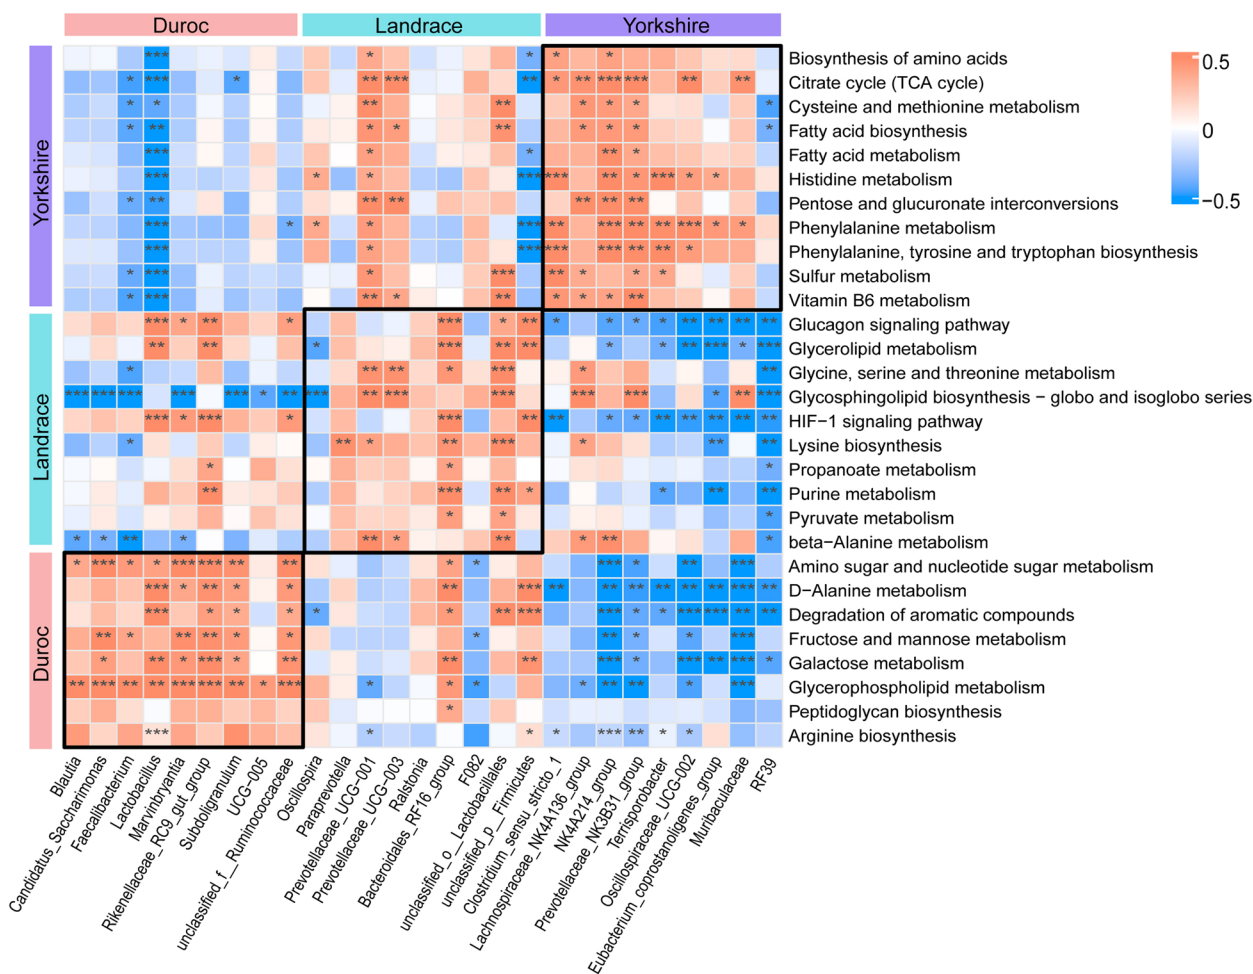 Duroc
Landrace
Yorkshire
Yorkshire
Landrace
Duroc
Biosynthesis of amino acids
Citrate cycle (TCA cycle)
Cysteine and methionine metabolism
Fatty acid biosynthesis
Fatty acid metabolism
Histidine metabolism
Pentose and glucuronate interconversions
Phenylalanine metabolism
Phenylalanine, tyrosine and tryptophan biosynthesis
Sulfur metabolism
Vitamin B6 metabolism
Glucagon signaling pathway
Glycerolipid metabolism
Glycine, serine and threonine metabolism
Glycosphingolipid biosynthesis − globo and isoglobo series
HIF−1 signaling pathway
Lysine biosynthesis
Propanoate metabolism
Purine metabolism
Pyruvate metabolism
beta−Alanine metabolism
Amino sugar and nucleotide sugar metabolism
D−Alanine metabolism
Degradation of aromatic compounds
Fructose and mannose metabolism
Galactose metabolism
Glycerophospholipid metabolism
Peptidoglycan biosynthesis
Arginine biosynthesis
0.5
0
−0.5
Blautia
Candidatus_Saccharimonas
Faecalibacterium
Lactobacillus
Marvinbryantia
Rikenellaceae_RC9_gut_group
Subdoligranulum
UCG−005
unclassified_f__Ruminococcaceae
Oscillospira
Paraprevotella
Prevotellaceae_UCG−001
Prevotellaceae_UCG−003
Ralstonia
Bacteroidales_RF16_group
F082
unclassified_o__Lactobacillales
unclassified_p__Firmicutes
Clostridium_sensu_stricto_1
Lachnospiraceae_NK4A136_group
NK4A214_group
Prevotellaceae_NK3B31_group
Terrisporobacter
Oscillospiraceae_UCG−002
Eubacterium_coprostanoligenes_group
Muribaculaceae
RF39